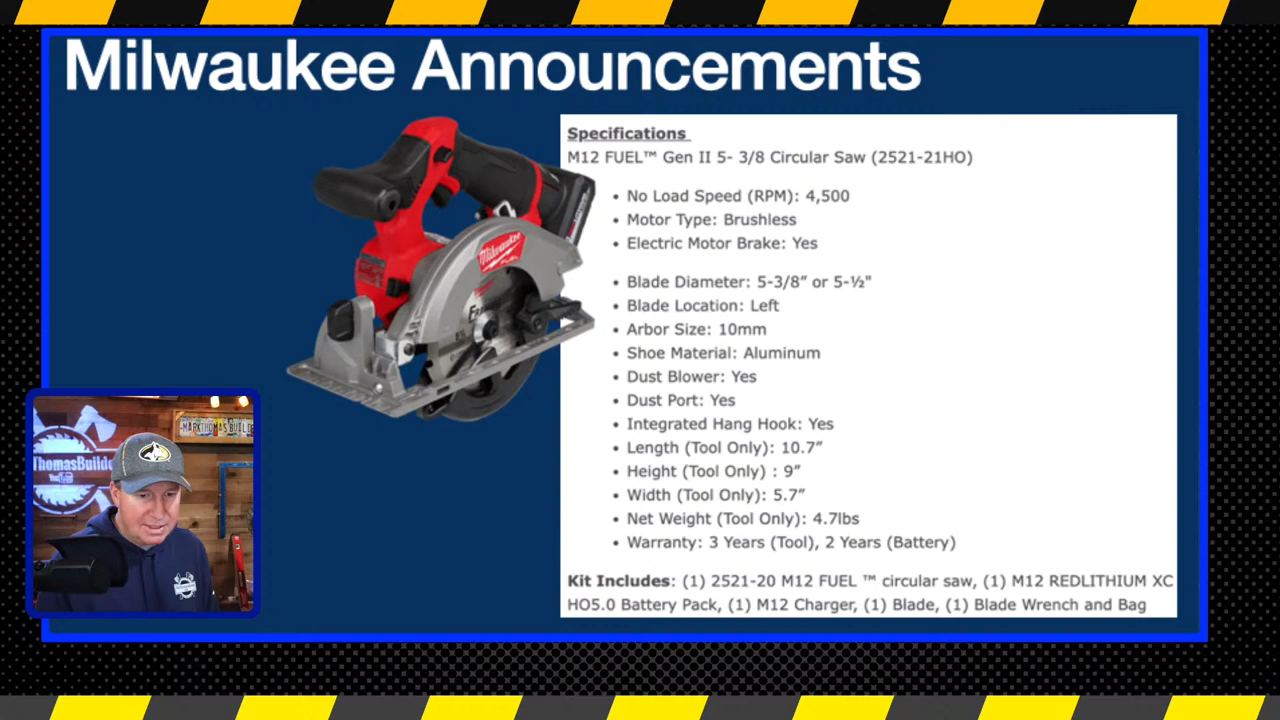 Milwaukee Announcements
Specifications
M12 FUEL™ Gen II 5- 3/8 Circular Saw (2521-21HO)
• No Load Speed (RPM): 4,500
• Motor Type: Brushless
• Electric Motor Brake: Yes
• Blade Diameter: 5-3/8” or 5-½"
• Blade Location: Left
• Arbor Size: 10mm
• Shoe Material: Aluminum
• Dust Blower: Yes
• Dust Port: Yes
• Integrated Hang Hook: Yes
• Length (Tool Only): 10.7”
• Height (Tool Only) : 9”
• Width (Tool Only): 5.7”
• Net Weight (Tool Only): 4.7lbs
• Warranty: 3 Years (Tool), 2 Years (Battery)
Kit Includes: (1) 2521-20 M12 FUEL ™ circular saw, (1) M12 REDLITHIUM XC
HO5.0 Battery Pack, (1) M12 Charger, (1) Blade, (1) Blade Wrench and Bag
Milwaukee
FUEL
ThomasBuilde